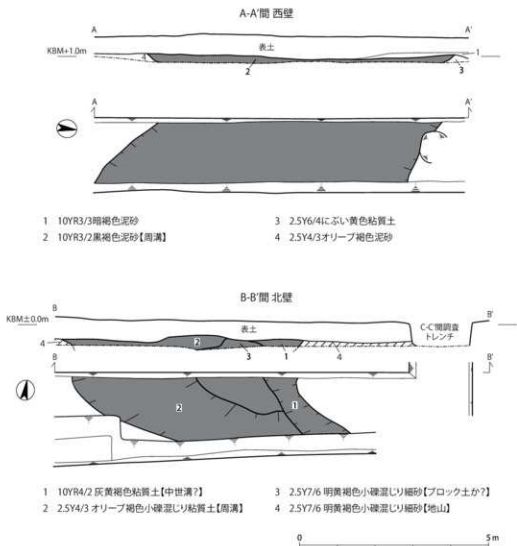 A-A'間 西壁
A A'
表土
KBM+1.0m
1
2 3
A A'
1 10YR3/3暗褐色泥砂
2 10YR3/2黒褐色泥砂【周溝】
3 2.5Y6/4にぶい黄色粘質土
4 2.5Y4/3オリーブ褐色泥砂
B-B'間 北壁
B B'
KBM±0.0m
表土
C-C'間調査
トレンチ
4 2 3 1 4
B B'
2 1
1 10YR4/2 灰黄褐色粘質土【中世溝?】
2 2.5Y4/3 オリーブ褐色小礫混じり粘質土【周溝】
3 2.5Y7/6 明黄褐色小礫混じり細砂【ブロック土か?】
4 2.5Y7/6 明黄褐色小礫混じり細砂【地山】
0 5m